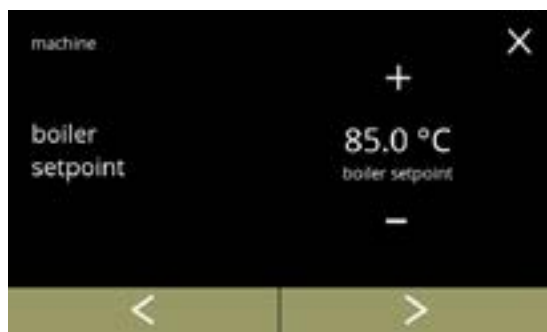 machine
X
+
boiler
setpoint
85.0 °C
boiler setpoint
-
< >